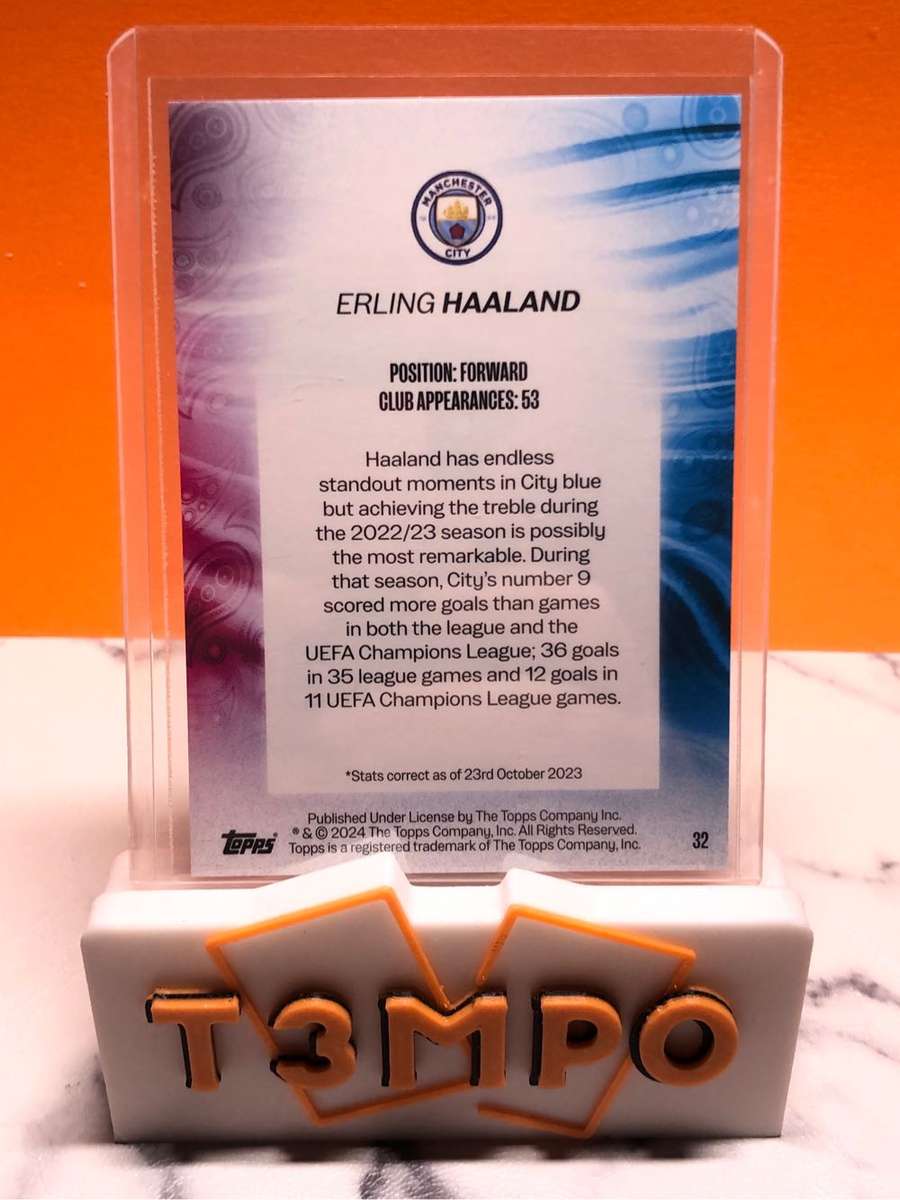 MANCHESTER
CITY
ERLING HAALAND
POSITION: FORWARD
CLUB APPEARANCES: 53
Haaland has endless
standout moments in City blue
but achieving the treble during
the 2022/23 season is possibly
the most remarkable. During
that season, City's number 9
scored more goals than games
in both the league and the
UEFA Champions League; 36 goals
in 35 league games and 12 goals in
11 UEFA Champions League games.
*Stats correct as of 23rd October 2023
Published Under License by The Topps Company Inc.
® & © 2024 The Topps Company, Inc. All Rights Reserved.
Topps is a registered trademark of The Topps Company, Inc.
Topps®
32
T3MPO